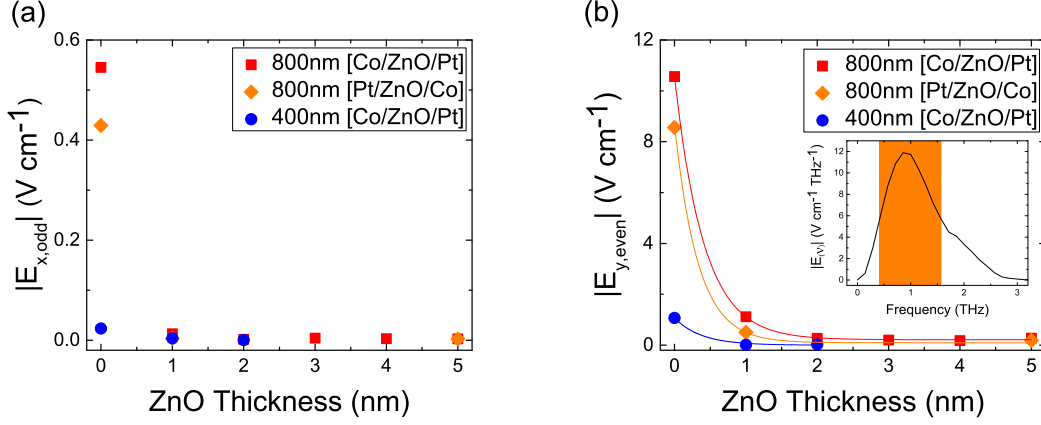 (a)
0.6
0.4
0.2
0.0
|E_{x,odd}| (V cm^{-1})
800nm [Co/ZnO/Pt]
800nm [Pt/ZnO/Co]
400nm [Co/ZnO/Pt]
0 1 2 3 4 5
ZnO Thickness (nm)
(b)
12
8
4
0
|E_{y,even}| (V cm^{-1})
800nm [Co/ZnO/Pt]
800nm [Pt/ZnO/Co]
400nm [Co/ZnO/Pt]
12
10
8
6
4
2
0
|E_{(ν)}| (V cm^{-1} THz^{-1})
0 1 2 3
Frequency (THz)
0 1 2 3 4 5
ZnO Thickness (nm)